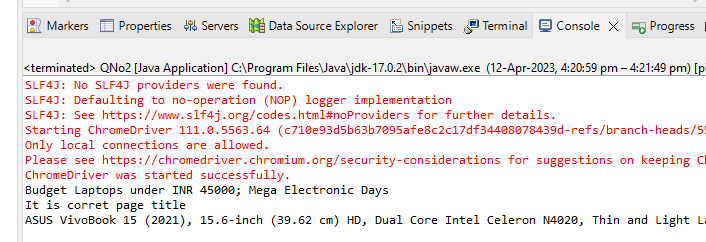 Markers Properties Servers Data Source Explorer Snippets Terminal Console Progress
<terminated> QNo2 [Java Application] C:\Program Files\Java\jdk-17.0.2\bin\javaw.exe (12-Apr-2023, 4:20:59 pm – 4:21:49 pm) [p
SLF4J: No SLF4J providers were found.
SLF4J: Defaulting to no-operation (NOP) logger implementation
SLF4J: See https://www.slf4j.org/codes.html#noProviders for further details.
Starting ChromeDriver 111.0.5563.64 (c710e93d5b63b7095afe8c2c17df34408078439d-refs/branch-heads/55
Only local connections are allowed.
Please see https://chromedriver.chromium.org/security-considerations for suggestions on keeping Ch
ChromeDriver was started successfully.
Budget Laptops under INR 45000; Mega Electronic Days
It is corret page title
ASUS VivoBook 15 (2021), 15.6-inch (39.62 cm) HD, Dual Core Intel Celeron N4020, Thin and Light La